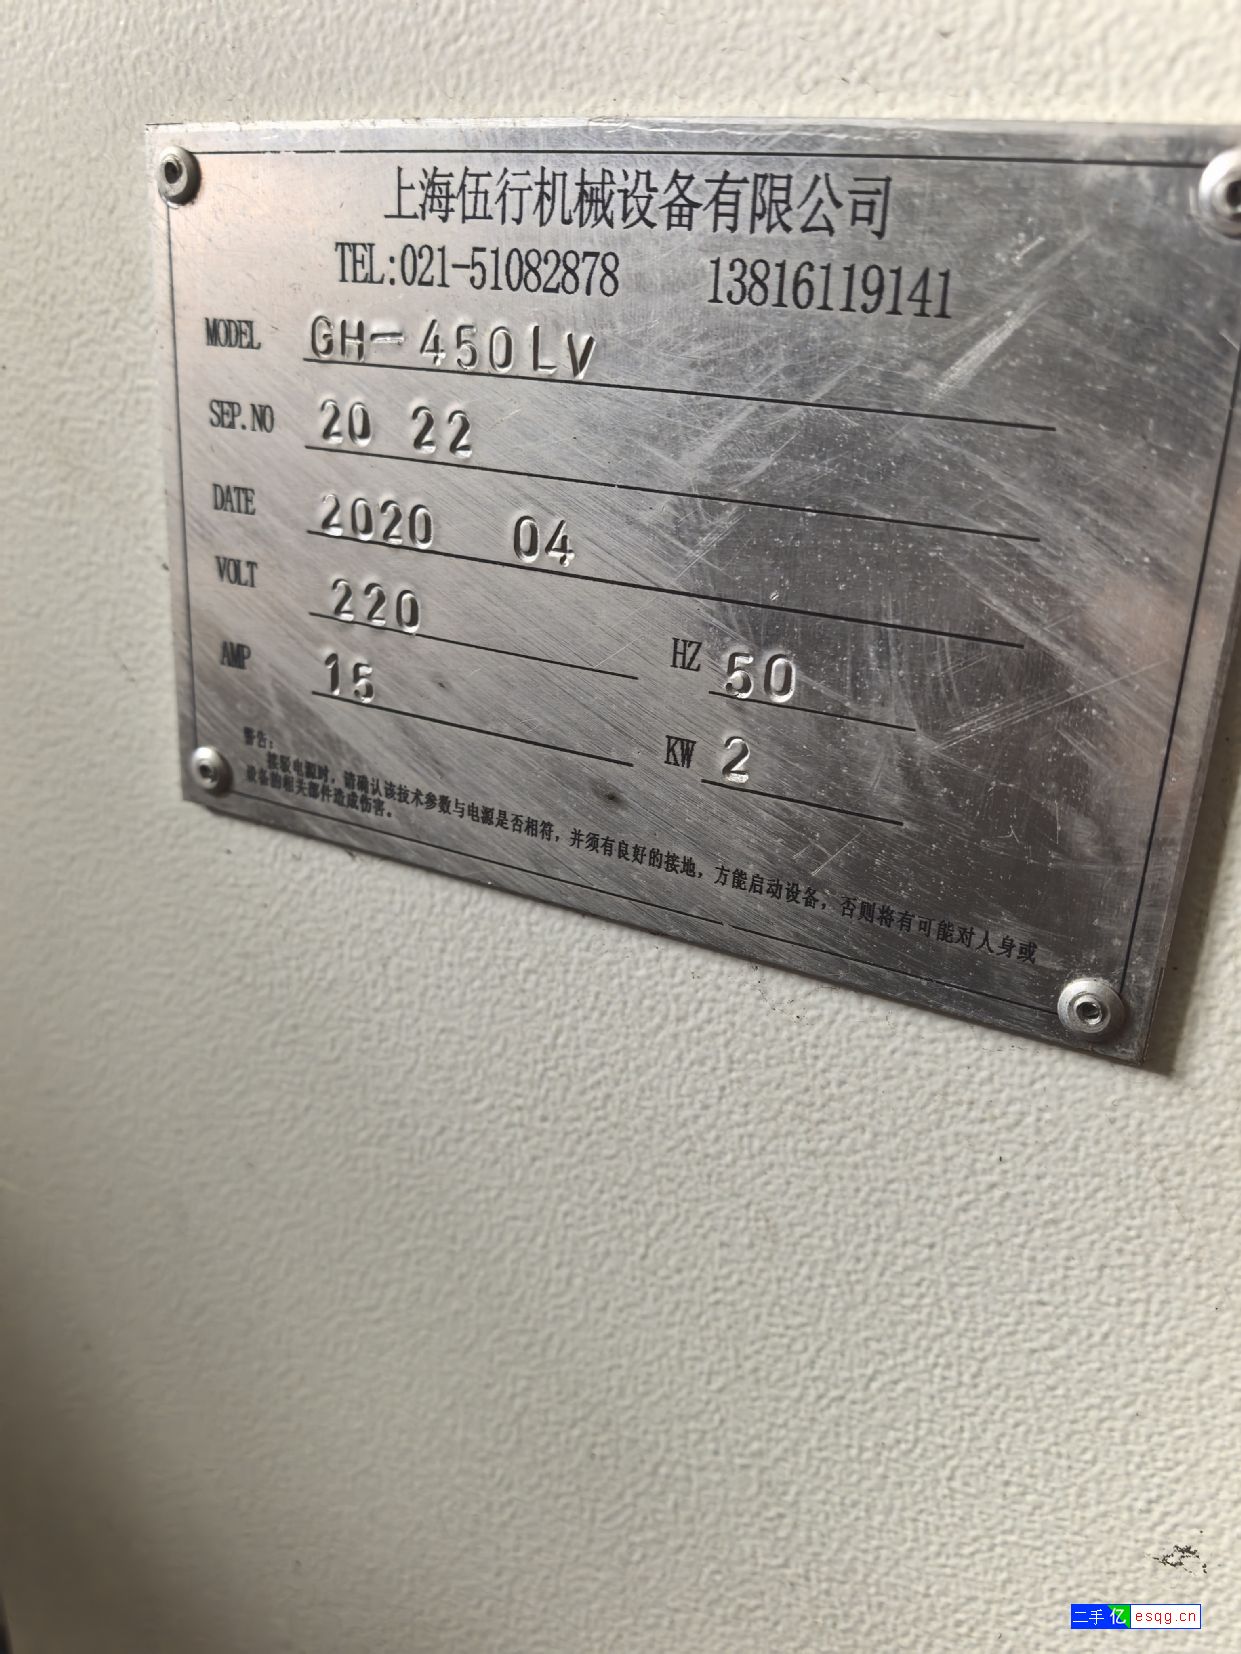 上海伍行机械设备有限公司
TEL:021-51082878 13816119141
MODEL GH-450LV
SEP.NO 20 22
DATE 2020 04
VOLT 220
HZ 50
AMP 15
KW 2
警告:
接驳电源时，请确认该技术参数与电源是否相符，并须有良好的接地，方能启动设备，否则将有可能对人身或
设备的相关部件造成伤害。
二手亿 esqg.cn